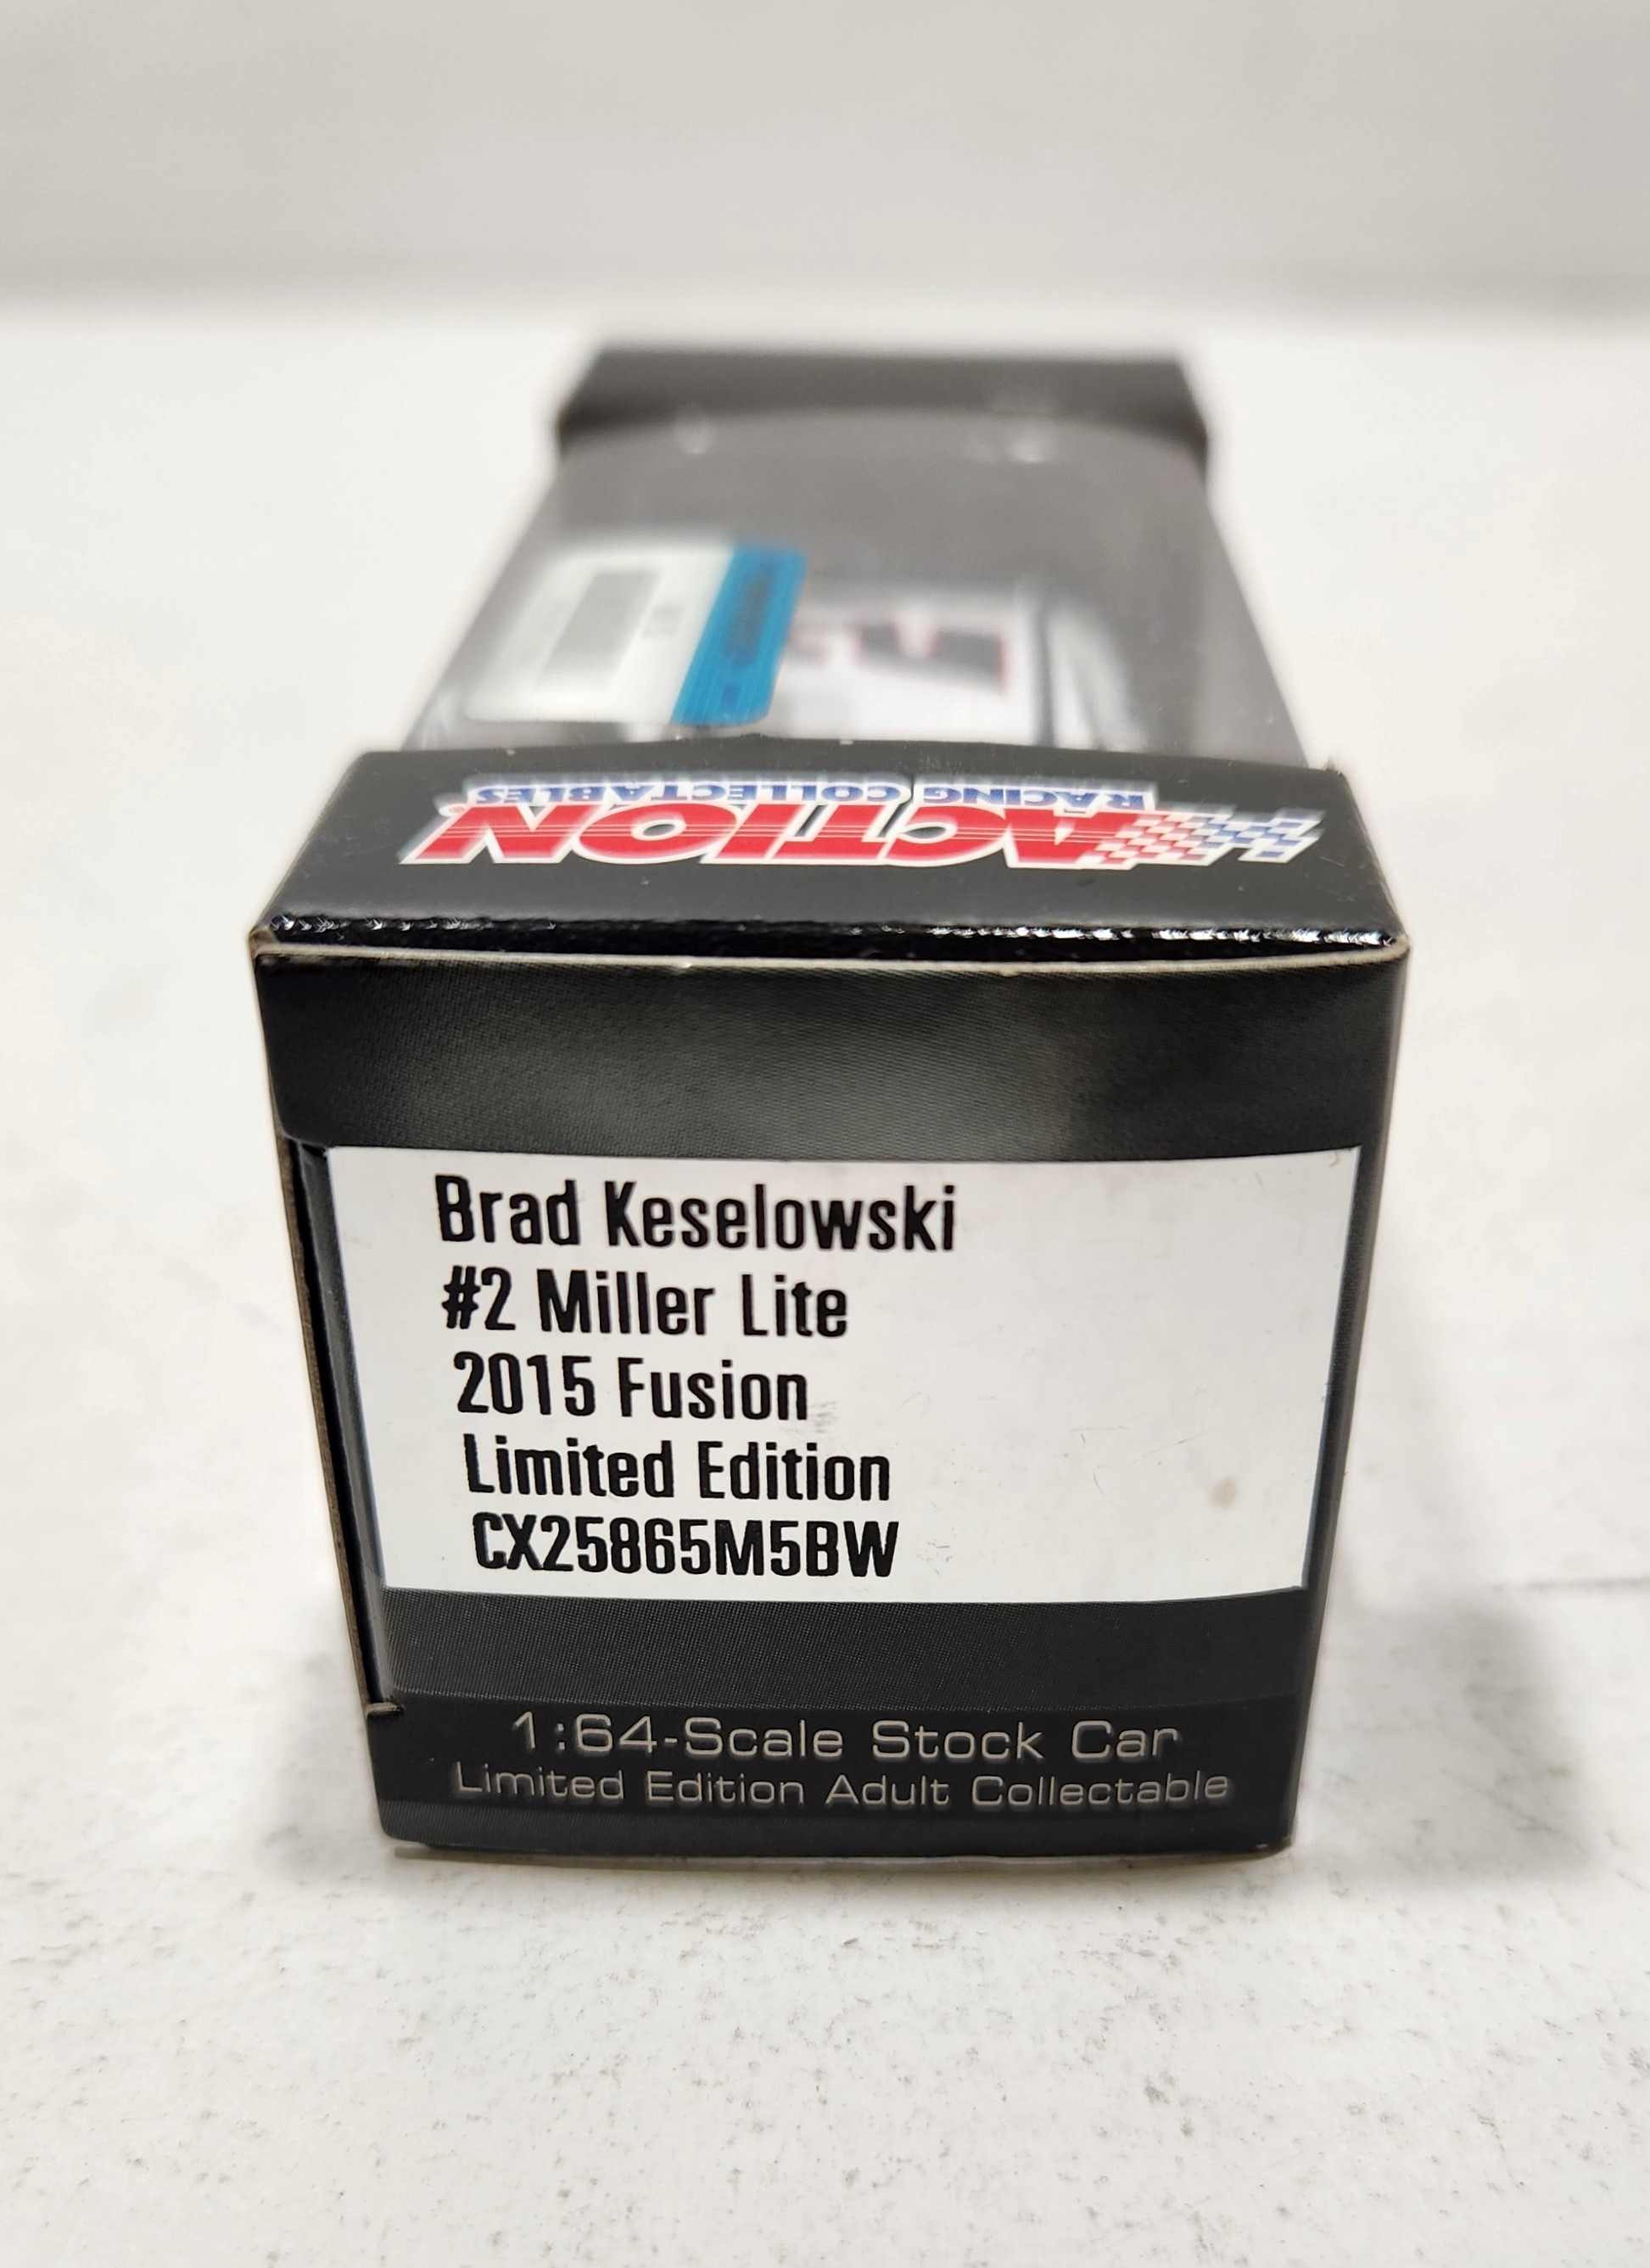 ACTION
RACING COLLECTABLES
Brad Keselowski
#2 Miller Lite
2015 Fusion
Limited Edition
CX25865M5BW
1:64-Scale Stock Car
Limited Edition Adult Collectable